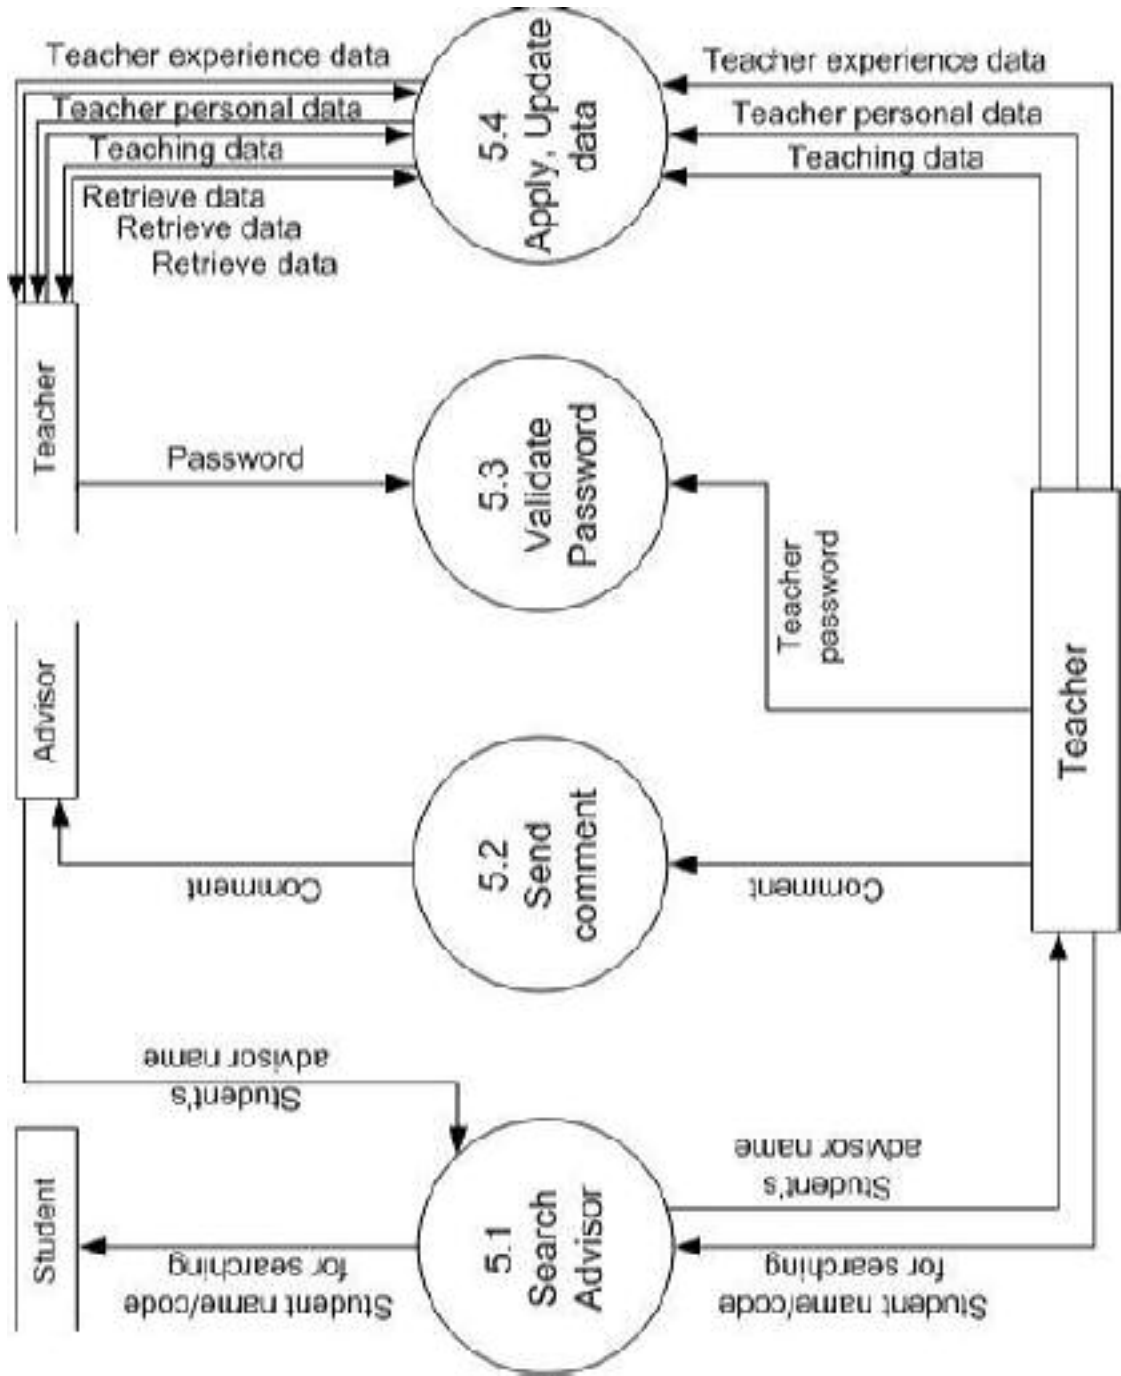 Teacher experience data
Teacher personal data
Teaching data
Retrieve data
Retrieve data
Retrieve data
5.4
Apply, Update
data
Teacher experience data
Teacher personal data
Teaching data
Teacher
Password
5.3
Validate
Password
Teacher
password
Advisor
Comment
5.2
Send
comment
Comment
Teacher
Student's
advisor name
Student
Student name/code
for searching
5.1
Search
Advisor
Student's
advisor name
Student name/code
for searching